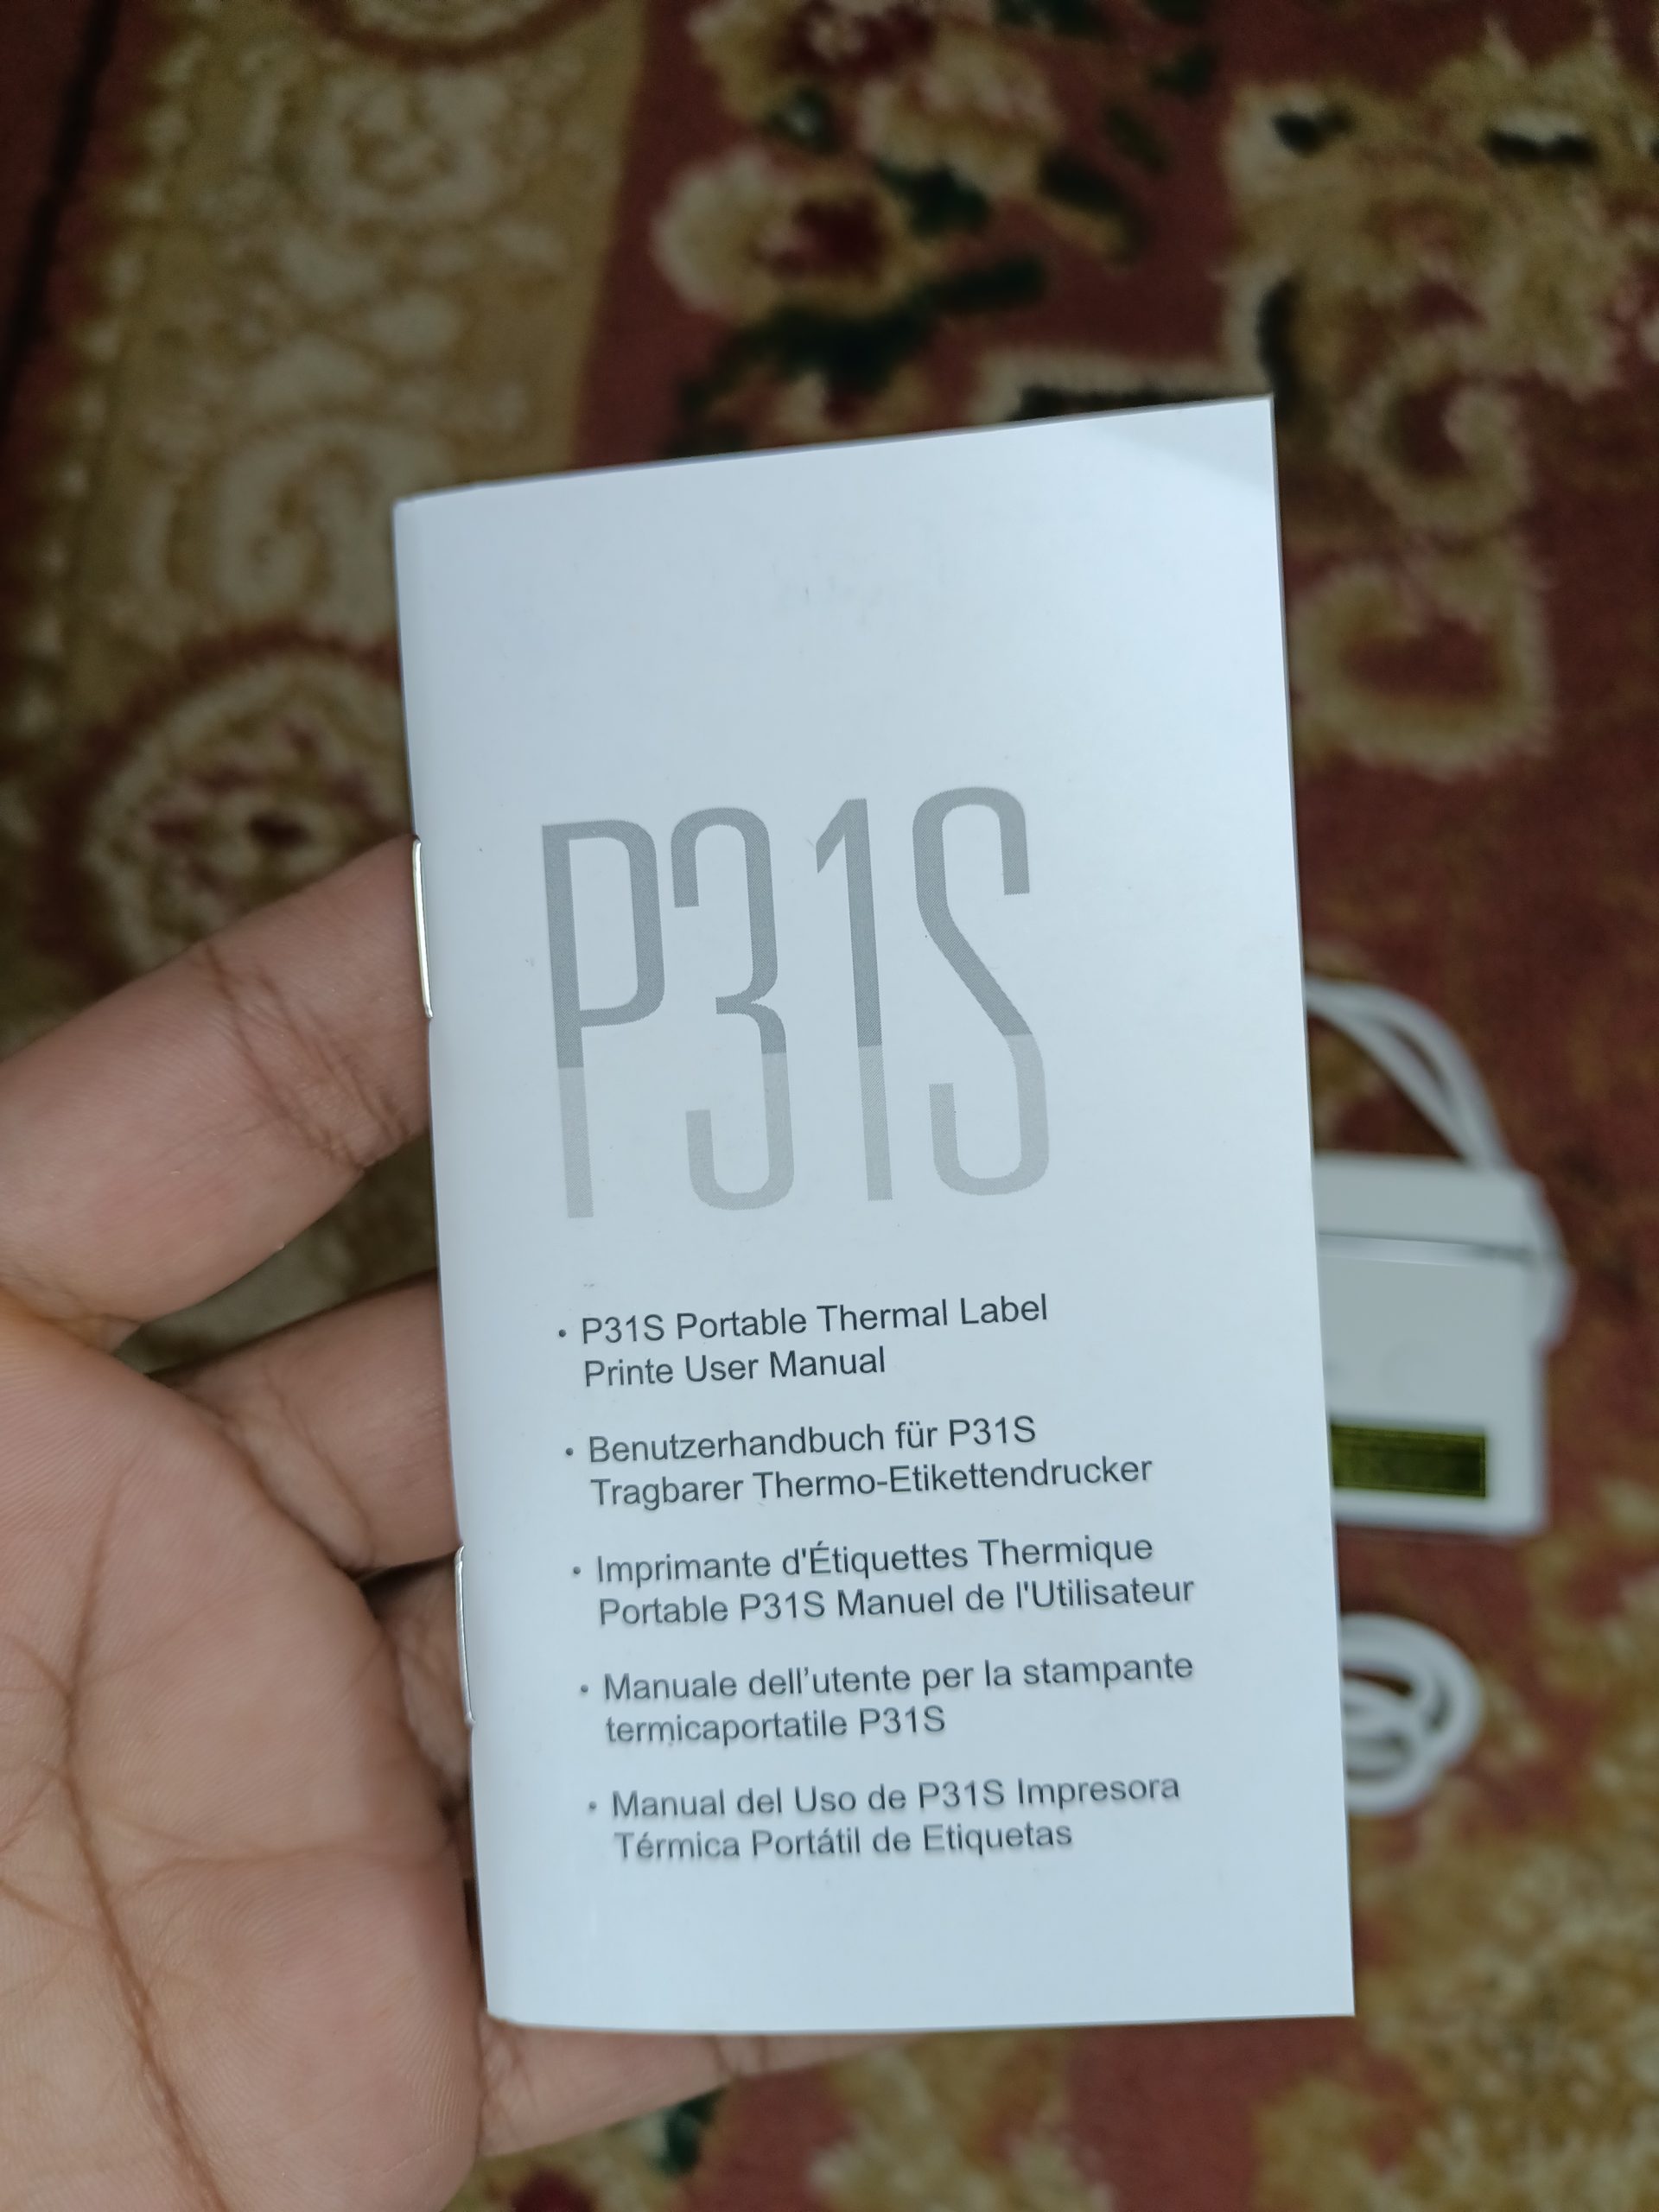 P31S
• P31S Portable Thermal Label
Printe User Manual
• Benutzerhandbuch für P31S
Tragbarer Thermo-Etikettendrucker
• Imprimante d'Étiquettes Thermique
Portable P31S Manuel de l'Utilisateur
• Manuale dell’utente per la stampante
termicaportatile P31S
• Manual del Uso de P31S Impresora
Térmica Portátil de Etiquetas